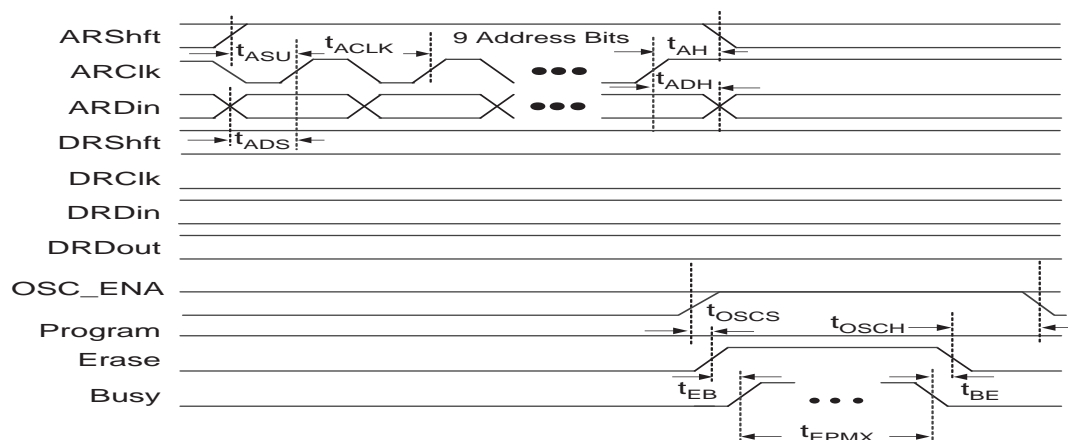 ARShft
tASU tACLK 9 Address Bits tAH
ARClk
tADH
ARDin
DRShft
tADS
DRClk
DRDin
DRDout
OSC_ENA
tOSCS tOSCH
Program
Erase
tEB tBE
Busy
tEPMX